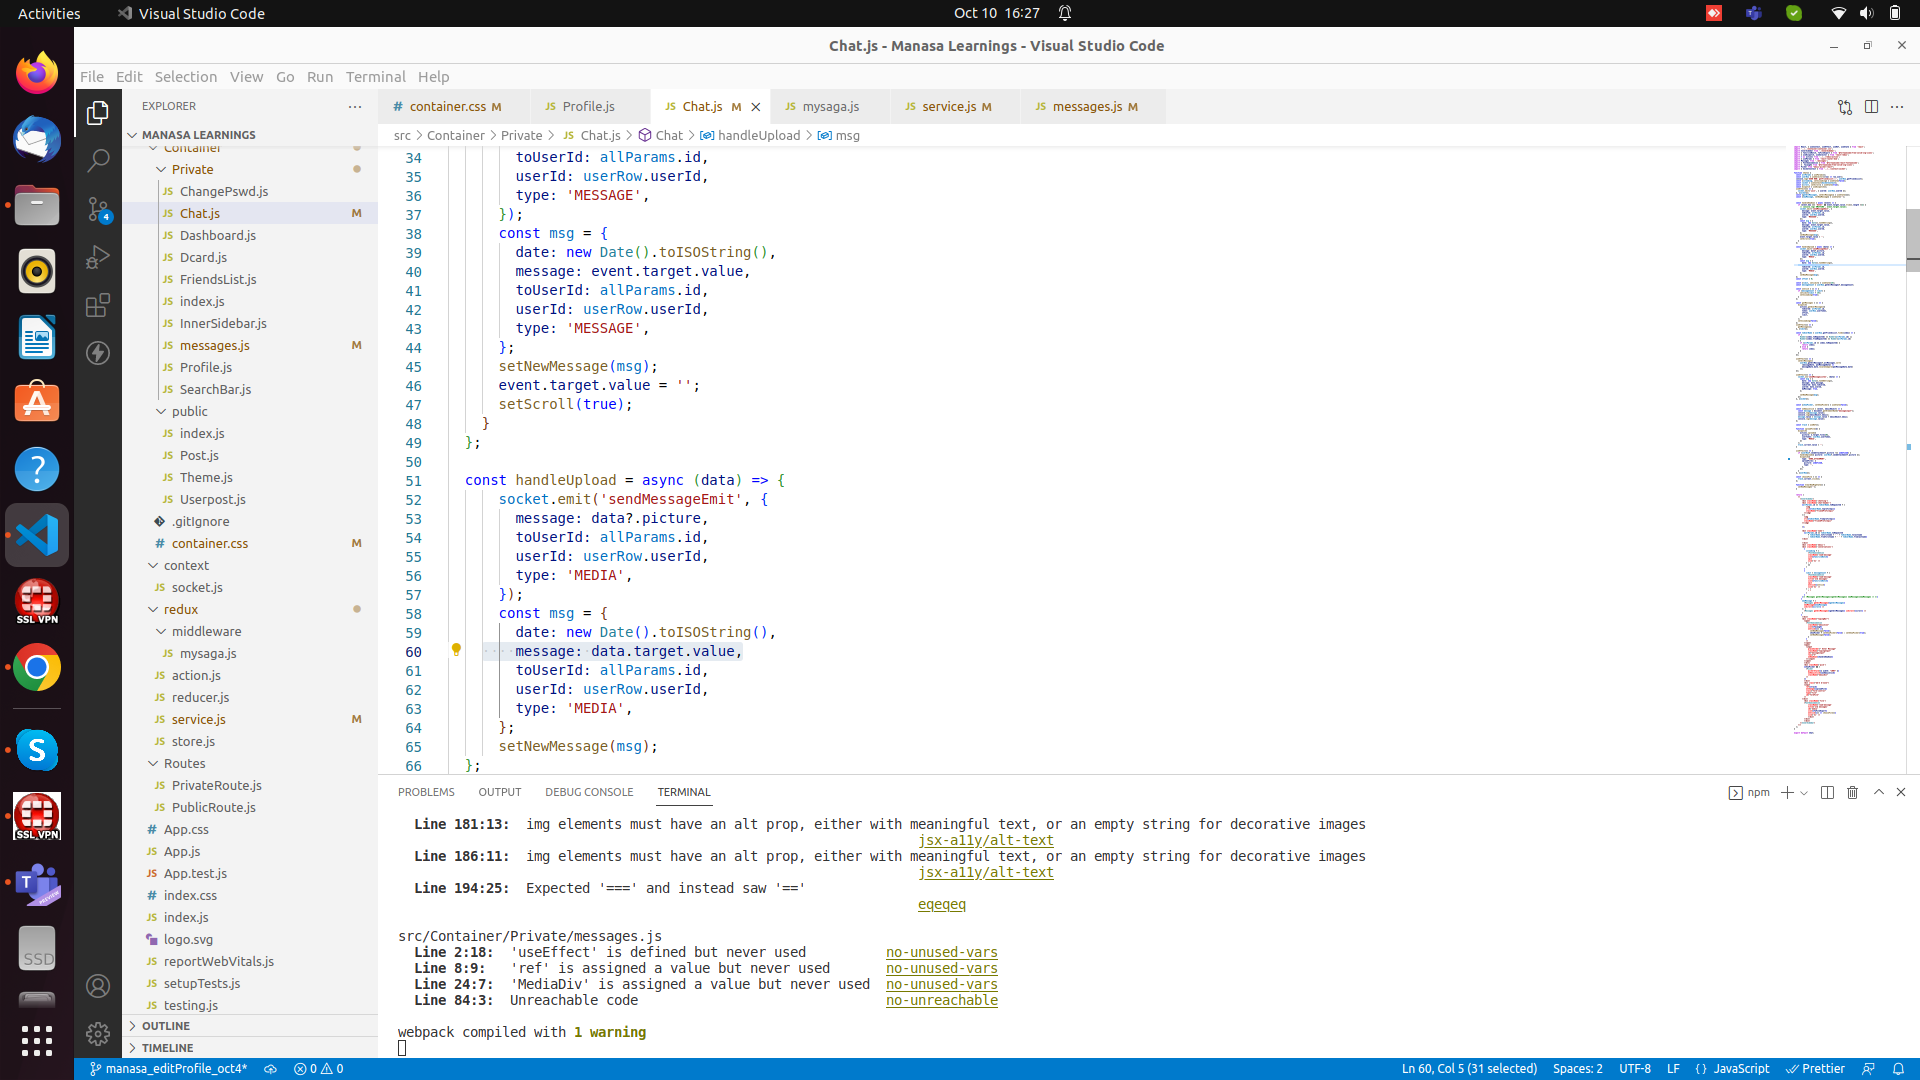 Activities
Visual Studio Code
Oct 10 16:27
Chat.js - Manasa Learnings - Visual Studio Code
File Edit Selection View Go Run Terminal Help
EXPLORER
MANASA LEARNINGS
Container
Private
ChangePswd.js
Chat.js M
Dashboard.js
Dcard.js
FriendsList.js
index.js
InnerSidebar.js
messages.js M
Profile.js
SearchBar.js
public
index.js
Post.js
Theme.js
Userpost.js
.gitIgnore
container.css M
context
socket.js
redux
middleware
mysaga.js
action.js
reducer.js
service.js M
store.js
Routes
PrivateRoute.js
PublicRoute.js
App.css
App.js
App.test.js
index.css
index.js
logo.svg
reportWebVitals.js
setupTests.js
testing.js
OUTLINE
TIMELINE
4
SSL VPN
SSL VPN
SSD
container.css M Profile.js Chat.js M mysaga.js service.js M messages.js M
src > Container > Private > Chat.js > Chat > handleUpload > msg
34 toUserId: allParams.id,
35 userId: userRow.userId,
36 type: 'MESSAGE',
37 });
38 const msg = {
39 date: new Date().toISOString(),
40 message: event.target.value,
41 toUserId: allParams.id,
42 userId: userRow.userId,
43 type: 'MESSAGE',
44 };
45 setNewMessage(msg);
46 event.target.value = '';
47 setScroll(true);
48 }
49 };
50
51 const handleUpload = async (data) => {
52 socket.emit('sendMessageEmit', {
53 message: data?.picture,
54 toUserId: allParams.id,
55 userId: userRow.userId,
56 type: 'MEDIA',
57 });
58 const msg = {
59 date: new Date().toISOString(),
60 message: data.target.value,
61 toUserId: allParams.id,
62 userId: userRow.userId,
63 type: 'MEDIA',
64 };
65 setNewMessage(msg);
66 };
PROBLEMS OUTPUT DEBUG CONSOLE TERMINAL
npm
Line 181:13: img elements must have an alt prop, either with meaningful text, or an empty string for decorative images
jsx-a11y/alt-text
Line 186:11: img elements must have an alt prop, either with meaningful text, or an empty string for decorative images
jsx-a11y/alt-text
Line 194:25: Expected '===' and instead saw '=='
eqeqeq
src/Container/Private/messages.js
Line 2:18: 'useEffect' is defined but never used no-unused-vars
Line 8:9: 'ref' is assigned a value but never used no-unused-vars
Line 24:7: 'MediaDiv' is assigned a value but never used no-unused-vars
Line 84:3: Unreachable code no-unreachable
webpack compiled with 1 warning
manasa_editProfile_oct4* 0 0
Ln 60, Col 5 (31 selected) Spaces: 2 UTF-8 LF {} JavaScript Prettier